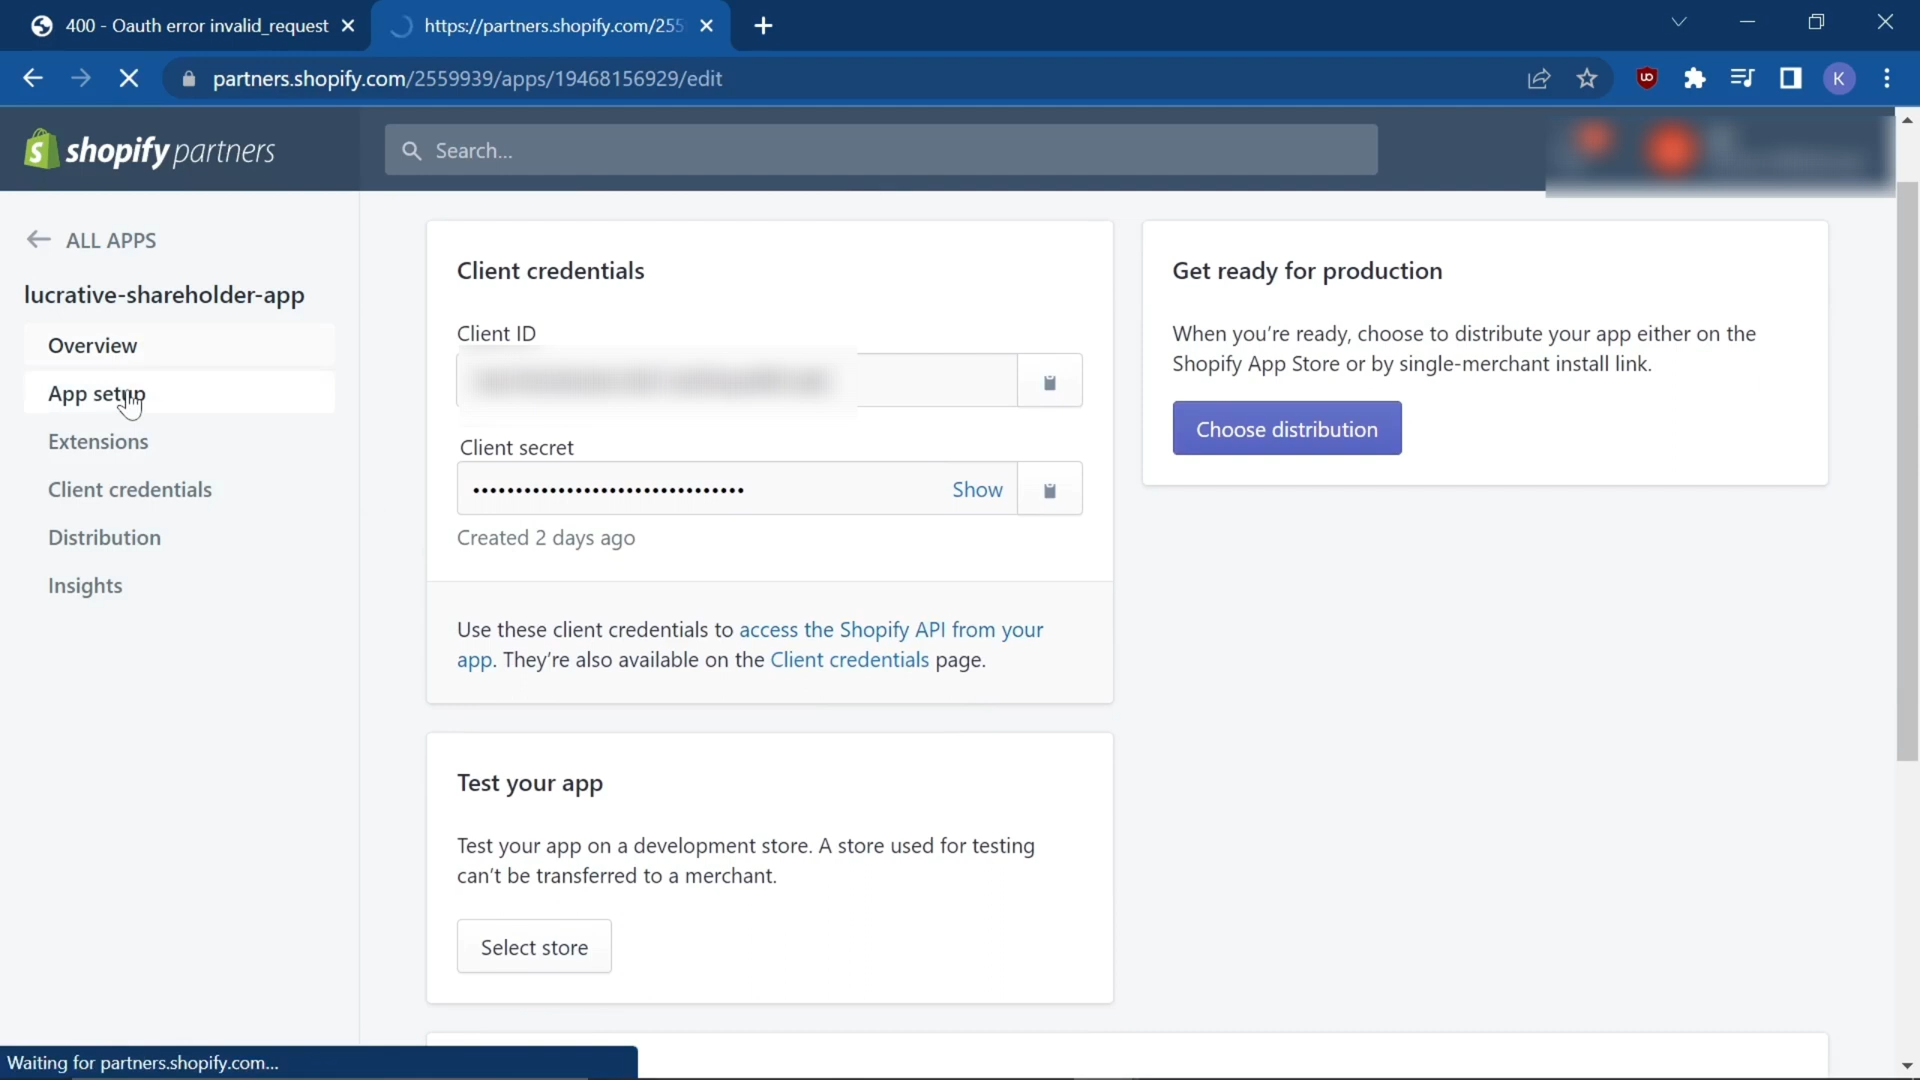 400 - Oauth error invalid_request
https://partners.shopify.com/255
partners.shopify.com/2559939/apps/19468156929/edit
K
shopify partners
Search...
ALL APPS
lucrative-shareholder-app
Overview
App setup
Extensions
Client credentials
Distribution
Insights
Client credentials
Client ID
Client secret
••••••••••••••••••••••••••••••••
Show
Created 2 days ago
Use these client credentials to access the Shopify API from your
app. They're also available on the Client credentials page.
Test your app
Test your app on a development store. A store used for testing
can't be transferred to a merchant.
Select store
Get ready for production
When you're ready, choose to distribute your app either on the
Shopify App Store or by single-merchant install link.
Choose distribution
Waiting for partners.shopify.com...